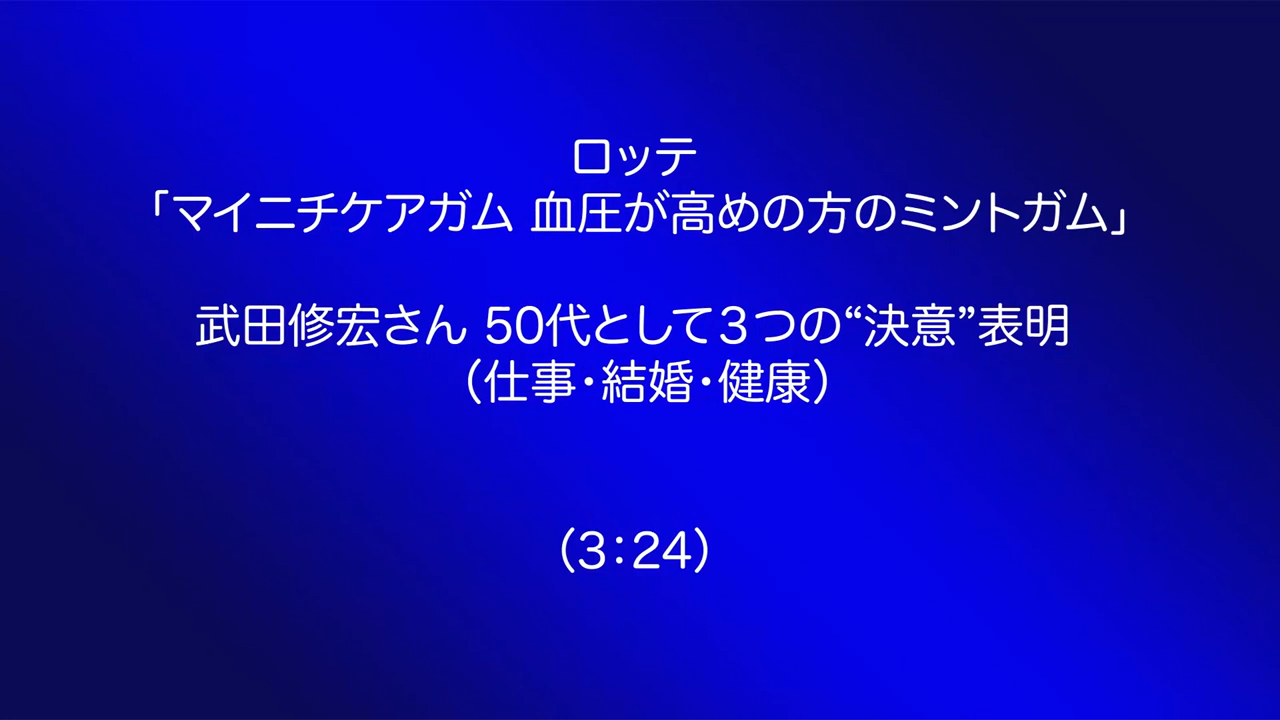 ロッテ
「マイニチケアガム 血圧が高めの方のミントガム」
武田修宏さん 50代として3つの“決意”表明
（仕事・結婚・健康）
（3：24）